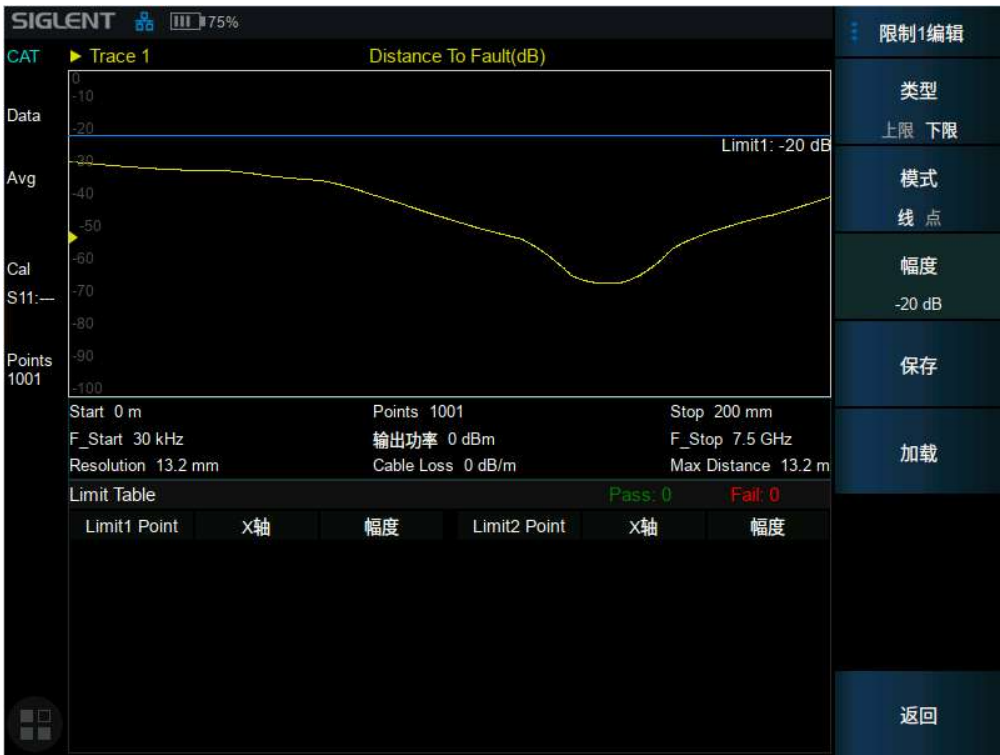 SIGLENT 75%
限制1编辑
CAT
Trace 1
Distance To Fault(dB)
Data
Avg
Cal
S11:---
Points
1001
0
-10
-20
-30
-40
-50
-60
-70
-80
-90
-100
Limit1: -20 dB
Start 0 m
Points 1001
Stop 200 mm
F_Start 30 kHz
输出功率 0 dBm
F_Stop 7.5 GHz
Resolution 13.2 mm
Cable Loss 0 dB/m
Max Distance 13.2 m
Limit Table
Pass: 0
Fail: 0
Limit1 Point
X轴
幅度
Limit2 Point
X轴
幅度
类型
上限 下限
模式
线 点
幅度
-20 dB
保存
加载
返回